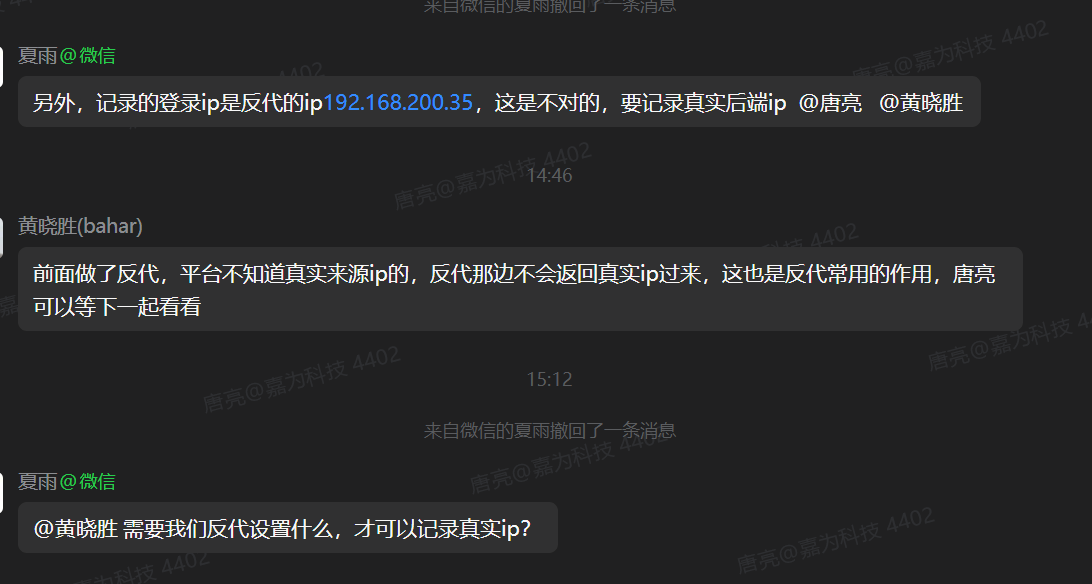 来自微信的夏雨撤回了一条消息
夏雨@微信
另外，记录的登录ip是反代的ip192.168.200.35，这是不对的，要记录真实后端ip @唐亮 @黄晓胜
14:46
黄晓胜(bahar)
前面做了反代，平台不知道真实来源ip的，反代那边不会返回真实ip过来，这也是反代常用的作用，唐亮
可以等下一起看看
15:12
来自微信的夏雨撤回了一条消息
夏雨@微信
@黄晓胜 需要我们反代设置什么，才可以记录真实ip？
唐亮@嘉为科技 4402